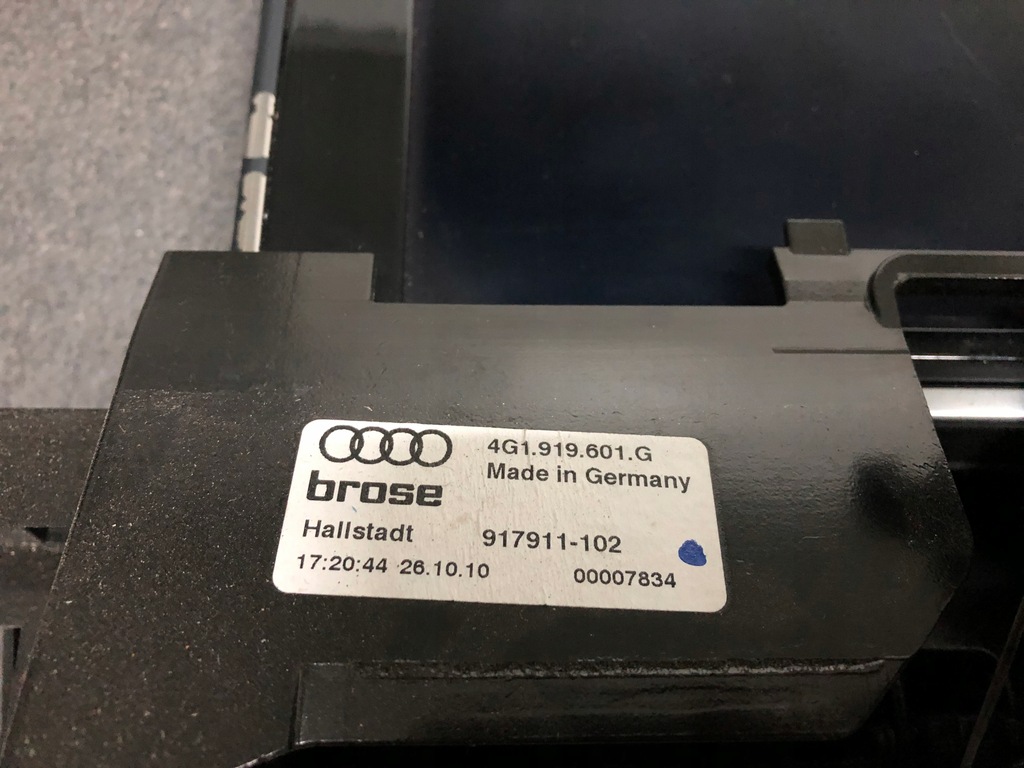 4G1.919.601.G
Made in Germany
brose
Hallstadt 917911-102
17:20:44 26.10.10 00007834